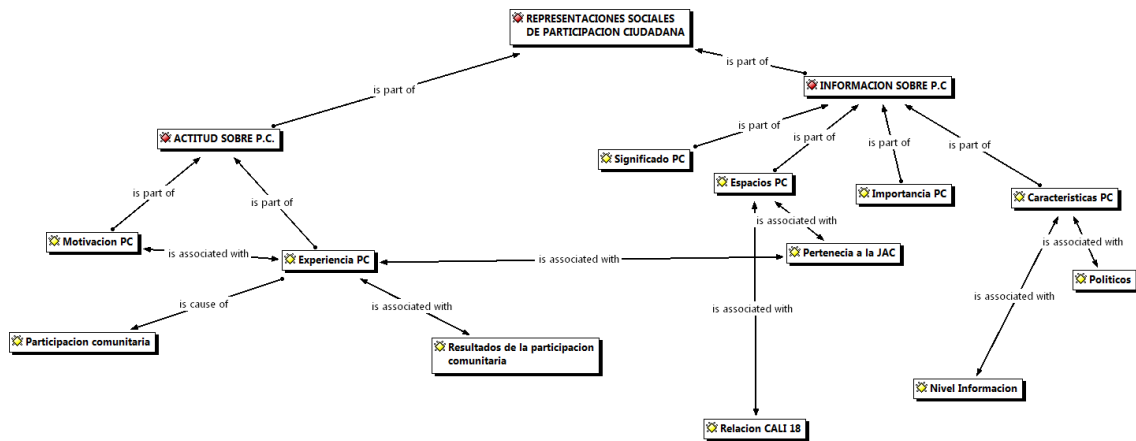 REPRESENTACIONES SOCIALES
DE PARTICIPACION CIUDADANA
is part of
INFORMACION SOBRE P.C
is part of
is part of
is part of
is part of
is part of
ACTITUD SOBRE P.C.
Significado PC
Espacios PC
Importancia PC
Caracteristicas PC
is part of
is part of
is associated with
Motivacion PC
is associated with
Experiencia PC
is associated with
Pertenecia a la JAC
is associated with
Politicos
is cause of
is associated with
is associated with
is associated with
Participacion comunitaria
Resultados de la participacion
comunitaria
Nivel Informacion
Relacion CALI 18